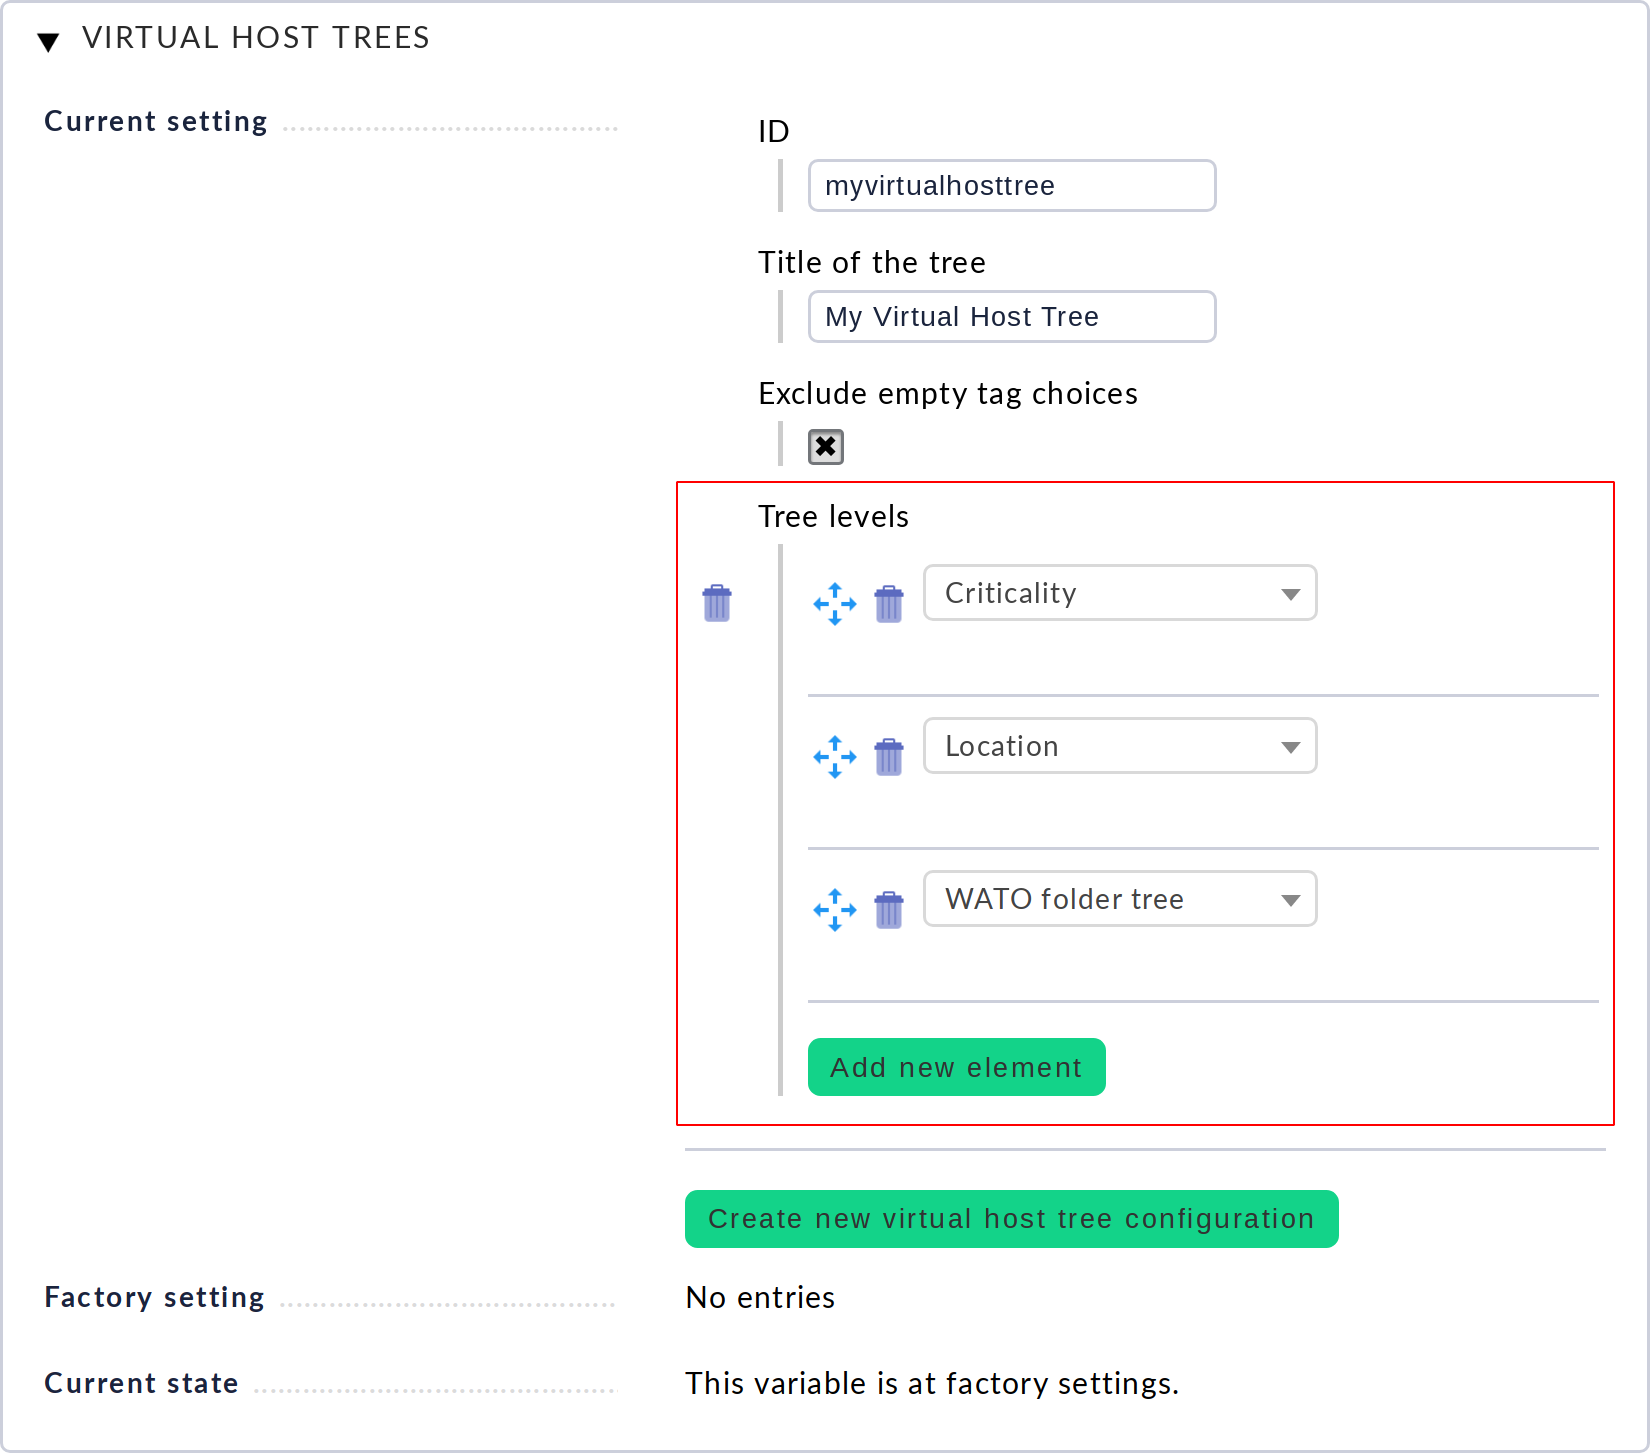 VIRTUAL HOST TREES
Current setting
ID
myvirtualhosttree
Title of the tree
My Virtual Host Tree
Exclude empty tag choices
Tree levels
Criticality
Location
WATO folder tree
Add new element
Create new virtual host tree configuration
Factory setting
No entries
Current state
This variable is at factory settings.